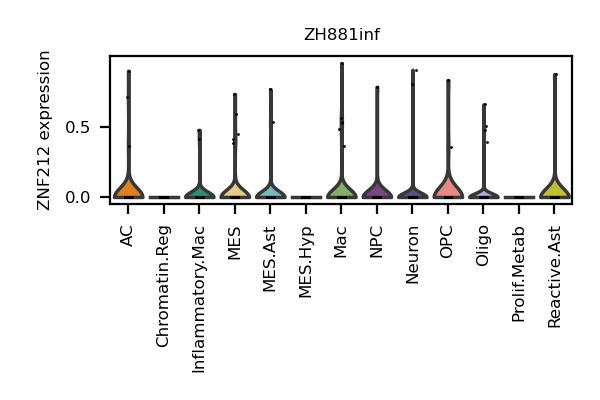 ZH881inf
ZNF212 expression
0.5
0.0
AC
Chromatin.Reg
Inflammatory.Mac
MES
MES.Ast
MES.Hyp
Mac
NPC
Neuron
OPC
Oligo
Prolif.Metab
Reactive.Ast